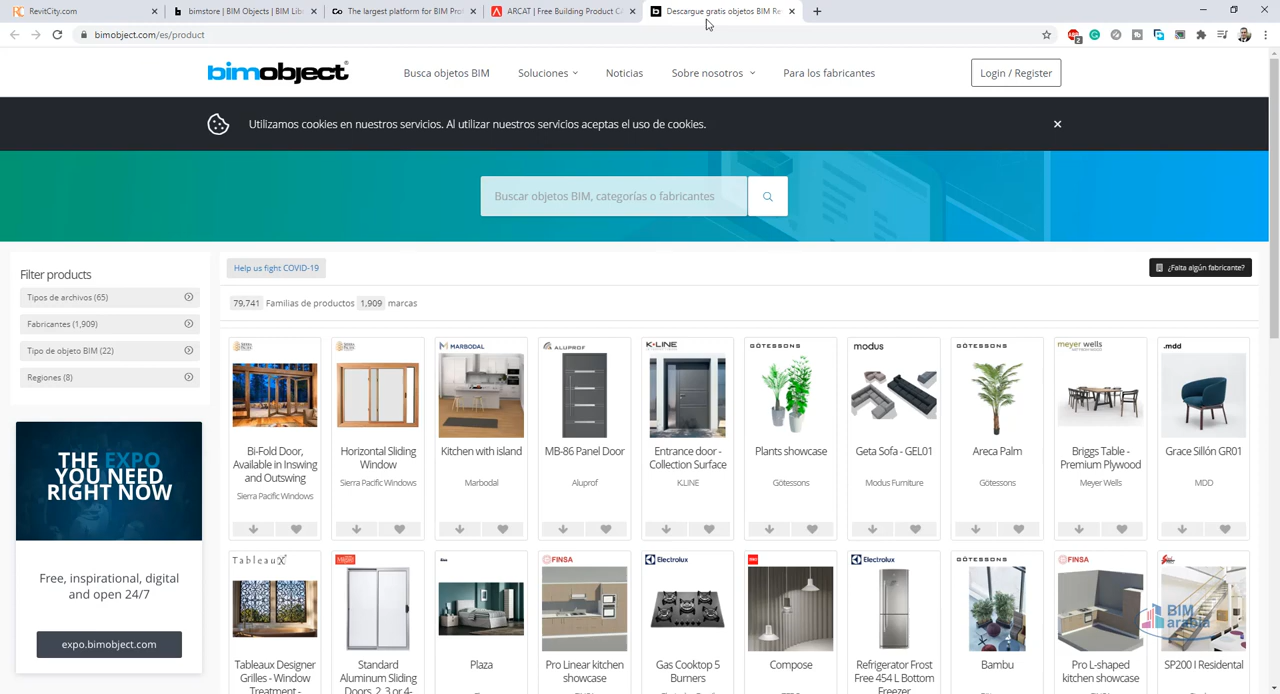 RevitCity.com
bimstore | BIM Objects | BIM Lib
The largest platform for BIM Pro
ARCAT | Free Building Product C
Descargue gratis objetos BIM Re
bimobject.com/es/product
bimobject
Busca objetos BIM
Soluciones
Noticias
Sobre nosotros
Para los fabricantes
Login / Register
Utilizamos cookies en nuestros servicios. Al utilizar nuestros servicios aceptas el uso de cookies.
Buscar objetos BIM, categorías o fabricantes
Filter products
Tipos de archivos (65)
Fabricantes (1,909)
Tipo de objeto BIM (22)
Regiones (8)
THE EXPO
YOU NEED
RIGHT NOW
Free, inspirational, digital
and open 24/7
expo.bimobject.com
Help us fight COVID-19
¿Falta algún fabricante?
79,741 Familias de productos 1,909 marcas
Bi-Fold Door,
Available in Inswing
and Outswing
Sierra Pacific Windows
Horizontal Sliding
Window
Sierra Pacific Windows
MARBODAL
Kitchen with island
Marbodal
ALUPROF
MB-86 Panel Door
Aluprof
K·LINE
Entrance door -
Collection Surface
K.LINE
GÖTESSONS
Plants showcase
Götessons
modus
Geta Sofa - GEL01
Modus Furniture
GÖTESSONS
Areca Palm
Götessons
meyer wells
Briggs Table -
Premium Plywood
Meyer Wells
.mdd
Grace Sillón GR01
MDD
Tableaux
Tableaux Designer
Grilles - Window
Treatment -
Standard
Aluminum Sliding
Doors, 2, 3 or 4-
Plaza
FINSA
Pro Linear kitchen
showcase
Electrolux
Gas Cooktop 5
Burners
Compose
Electrolux
Refrigerator Frost
Free 454 L Bottom
Freezer
GÖTESSONS
Bambu
FINSA
Pro L-shaped
kitchen showcase
SP200 I Residental
BIM
arabia